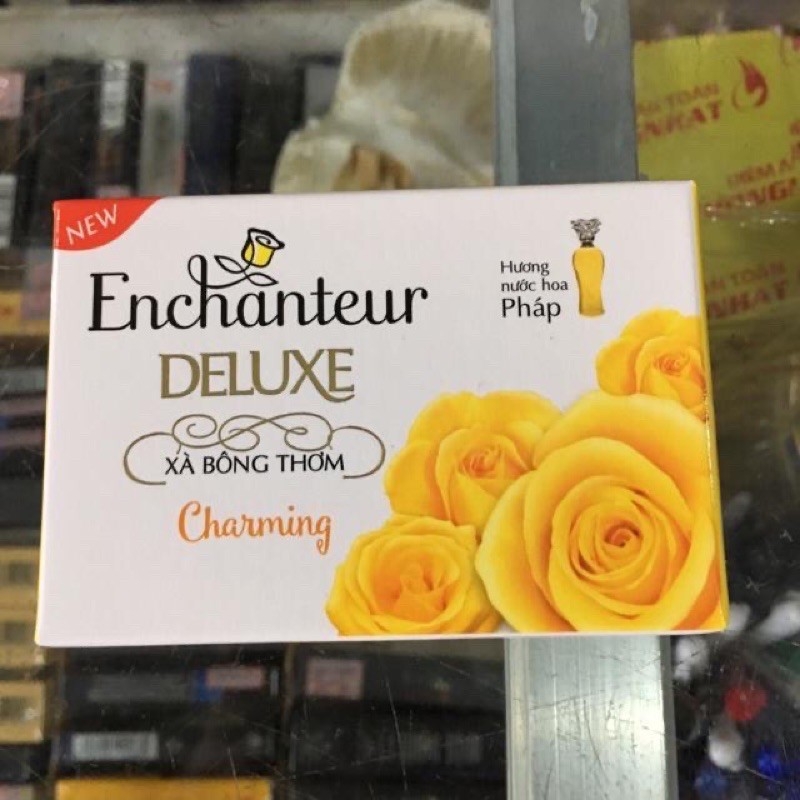 NEW
Enchanteur
DELUXE
XÀ BÔNG THƠM
Charming
Hương
nước hoa
Pháp